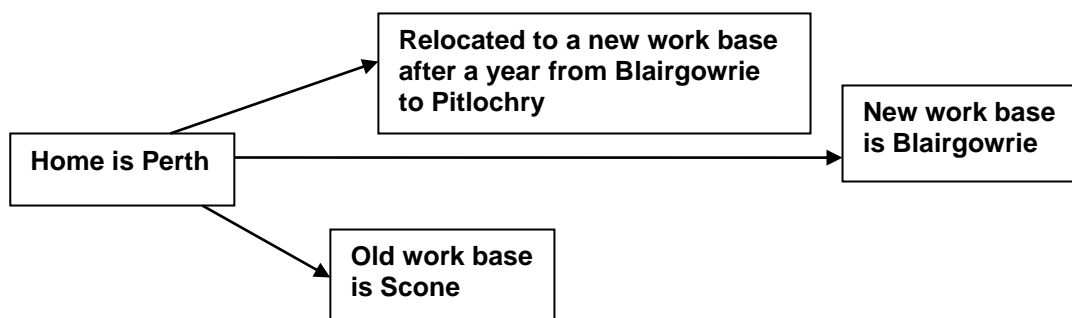 Relocated to a new work base
after a year from Blairgowrie
to Pitlochry
New work base
is Blairgowrie
Home is Perth
Old work base
is Scone